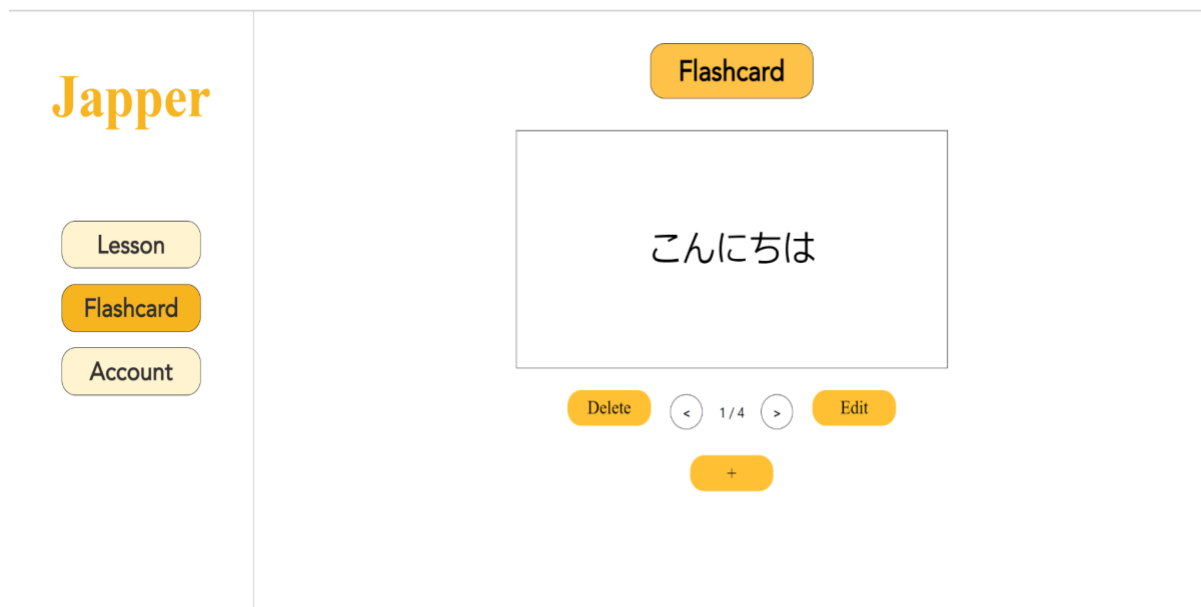 Japper
Lesson
Flashcard
Account
Flashcard
こんにちは
Delete < 1 / 4 > Edit
+